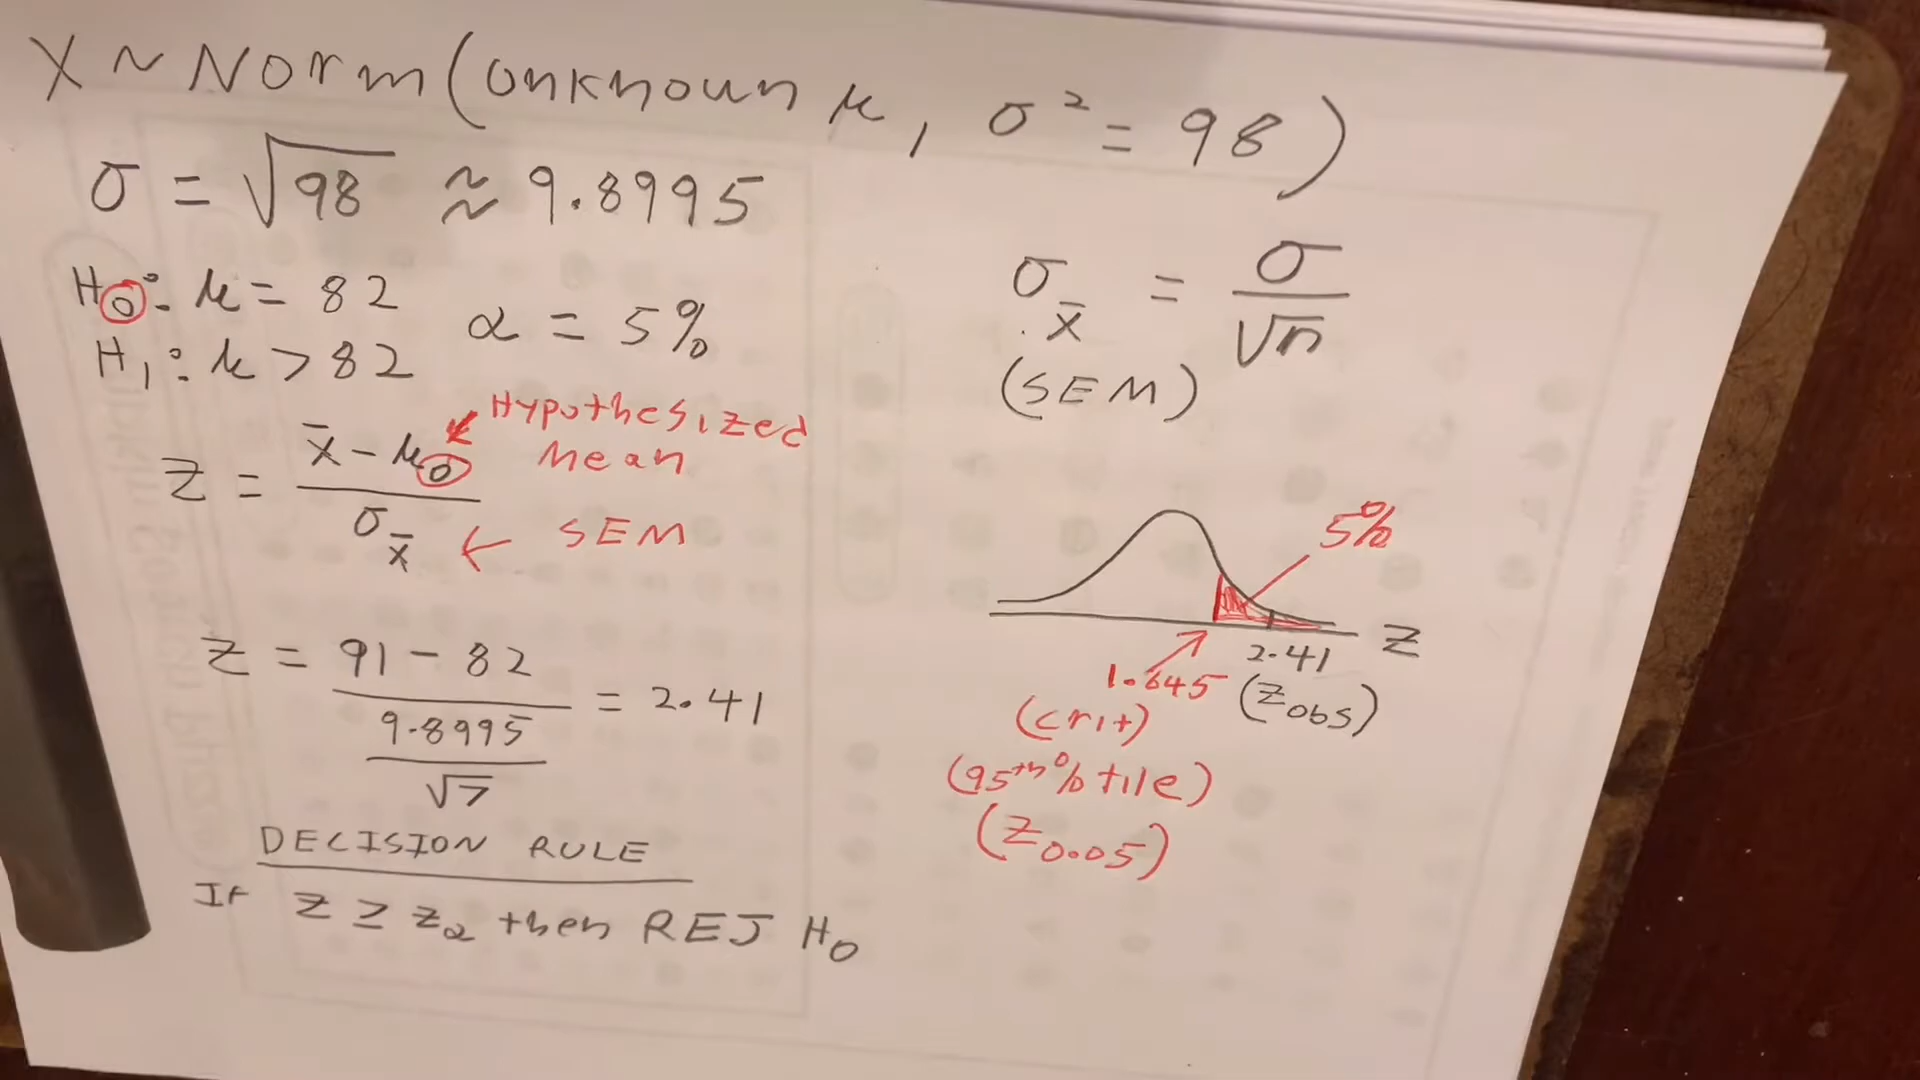 X ~ Norm(unknown μ, σ² = 98)
σ = √98 ≈ 9.8995
H0: μ = 82
H1: μ > 82
α = 5%
σx̄ = σ/√n
(SEM)
z = (x̄ - μ0)/σx̄
Hypothesized
Mean
← SEM
z = (91 - 82)/(9.8995/√7) = 2.41
5%
z
2.41
(zobs)
1.645
(crit)
(95th %tile)
(z0.05)
DECISION RULE
If z ≥ zα then REJ H0